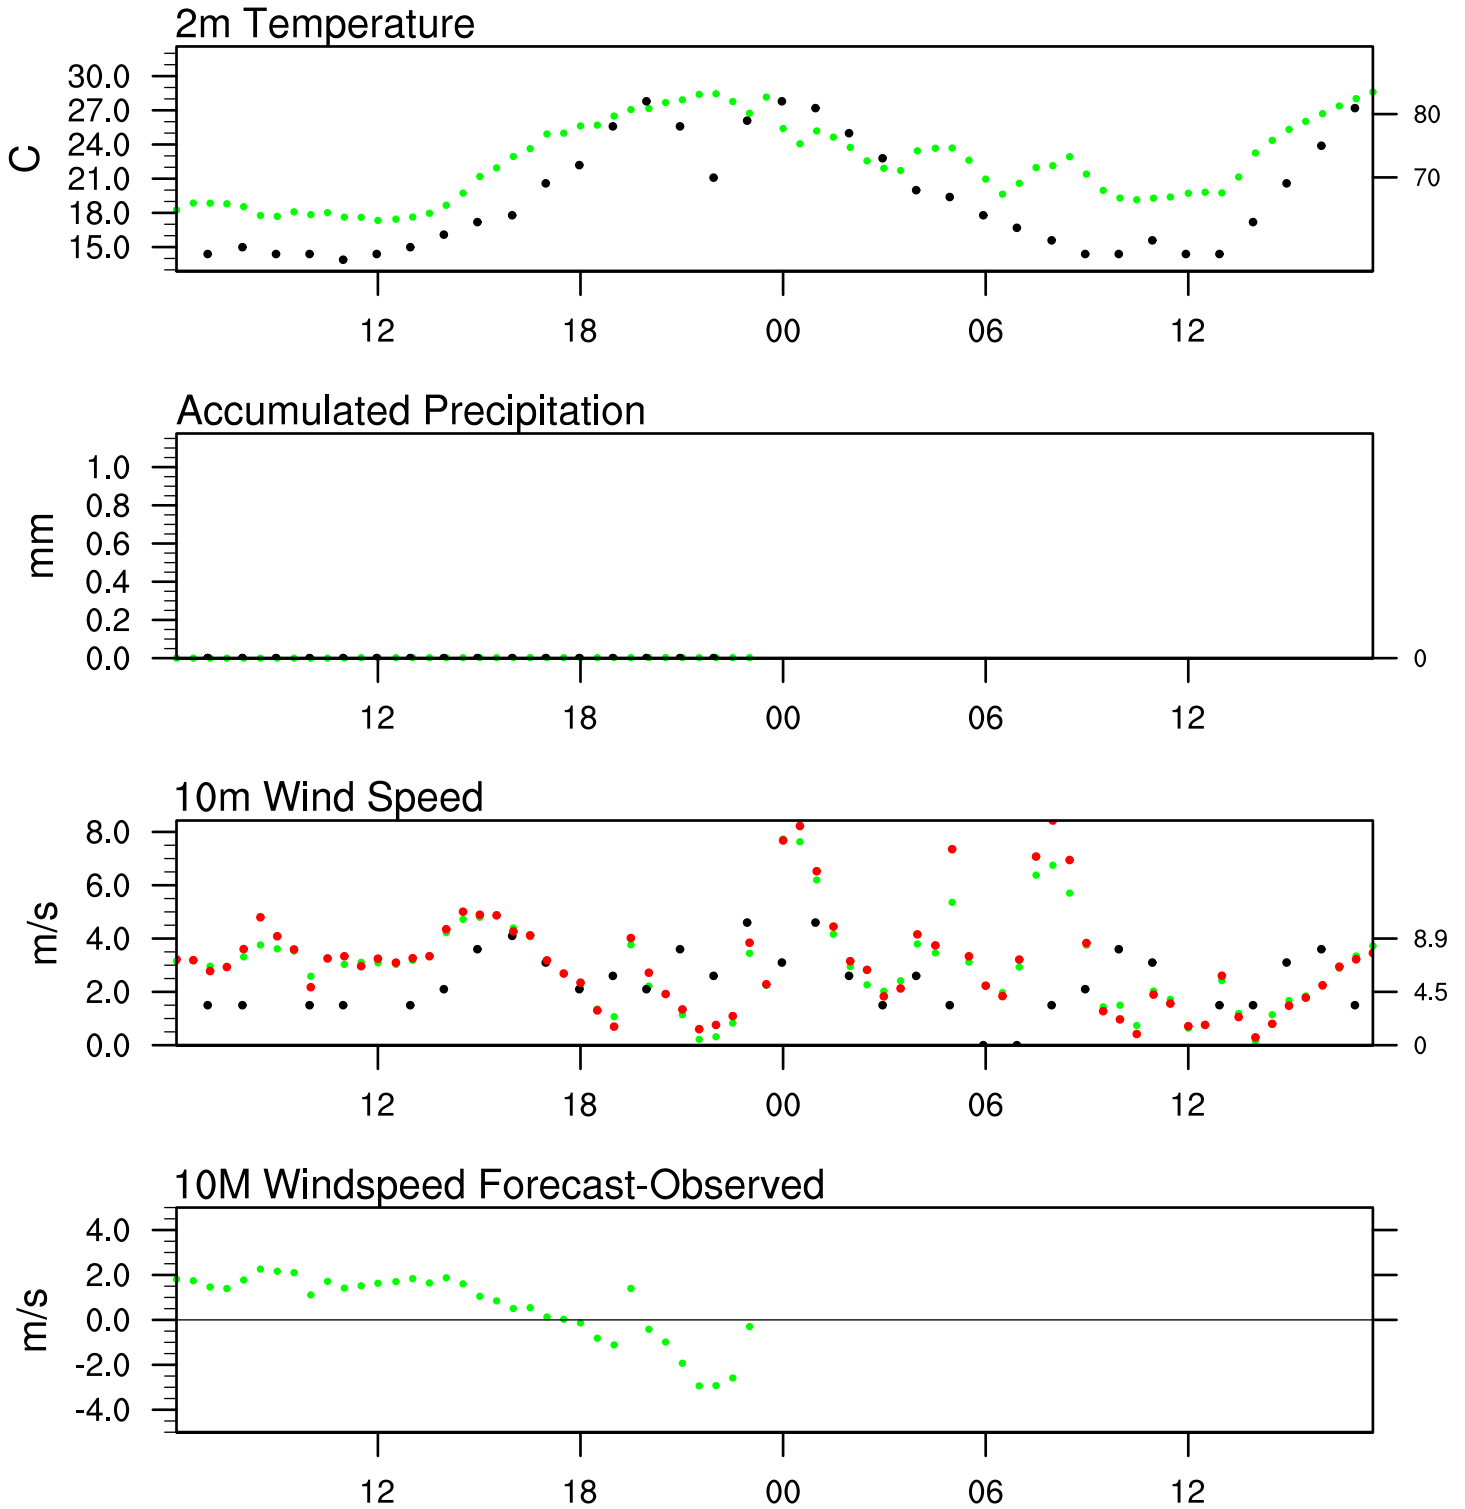 2m Temperature
30.0
27.0
24.0
21.0
18.0
15.0
C
80
70
12 18 00 06 12
Accumulated Precipitation
1.0
0.8
0.6
0.4
0.2
0.0
mm
0
12 18 00 06 12
10m Wind Speed
8.0
6.0
4.0
2.0
0.0
m/s
8.9
4.5
0
12 18 00 06 12
10M Windspeed Forecast-Observed
4.0
2.0
0.0
-2.0
-4.0
m/s
12 18 00 06 12